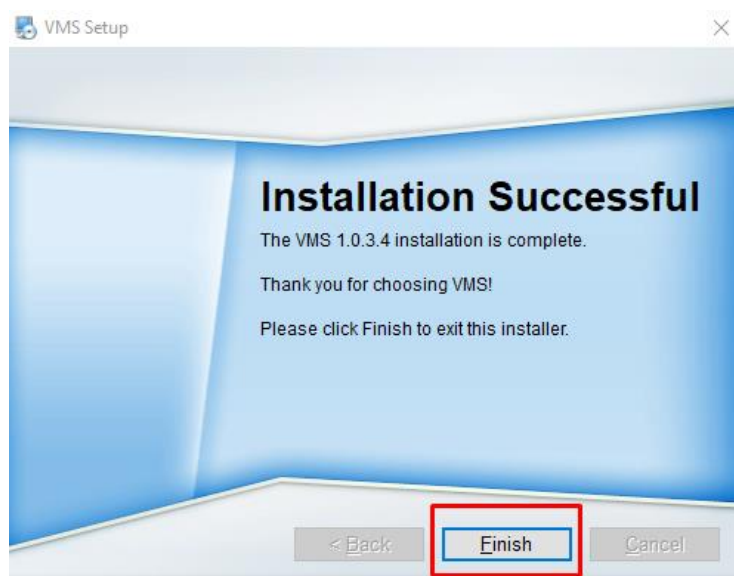 VMS Setup
Installation Successful
The VMS 1.0.3.4 installation is complete.
Thank you for choosing VMS!
Please click Finish to exit this installer.
< Back
Finish
Cancel